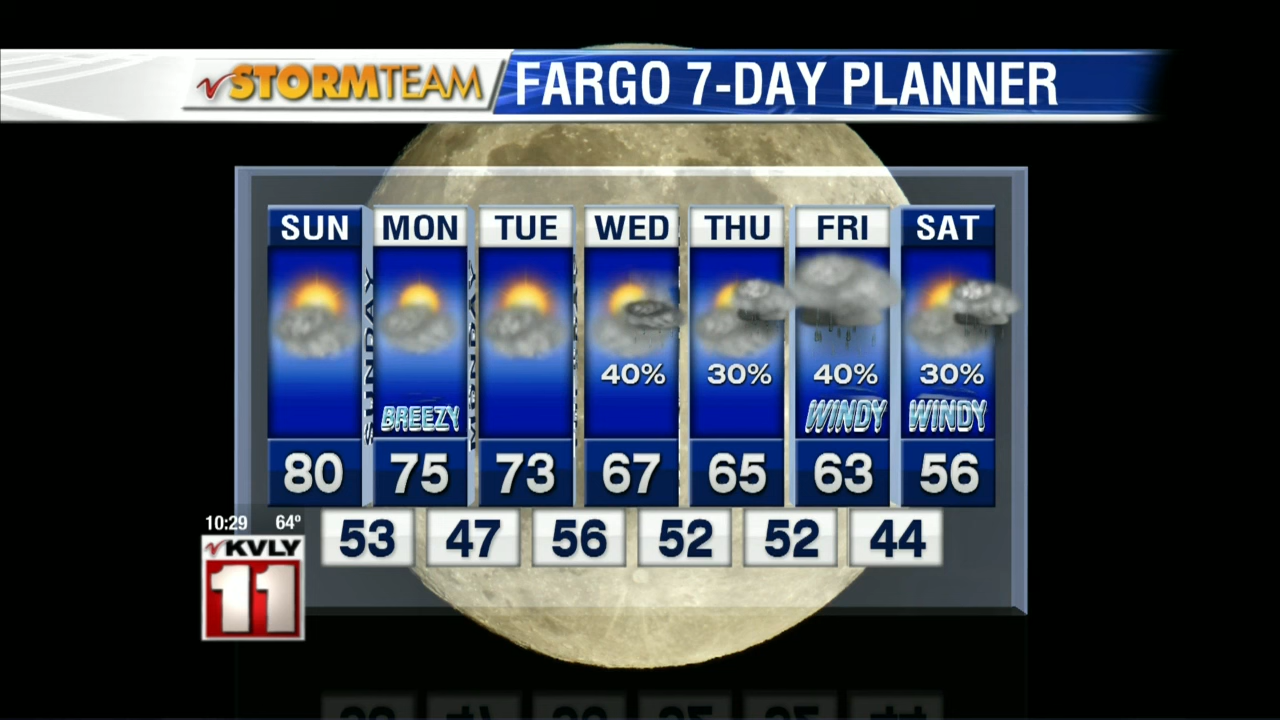 STORMTEAM FARGO 7-DAY PLANNER
SUN MON TUE WED THU FRI SAT
SUNDAY
MONDAY
40% 30% 40% 30%
BREEZY WINDY WINDY
80 75 73 67 65 63 56
10:29 64º
53 47 56 52 52 44
KVLY
11